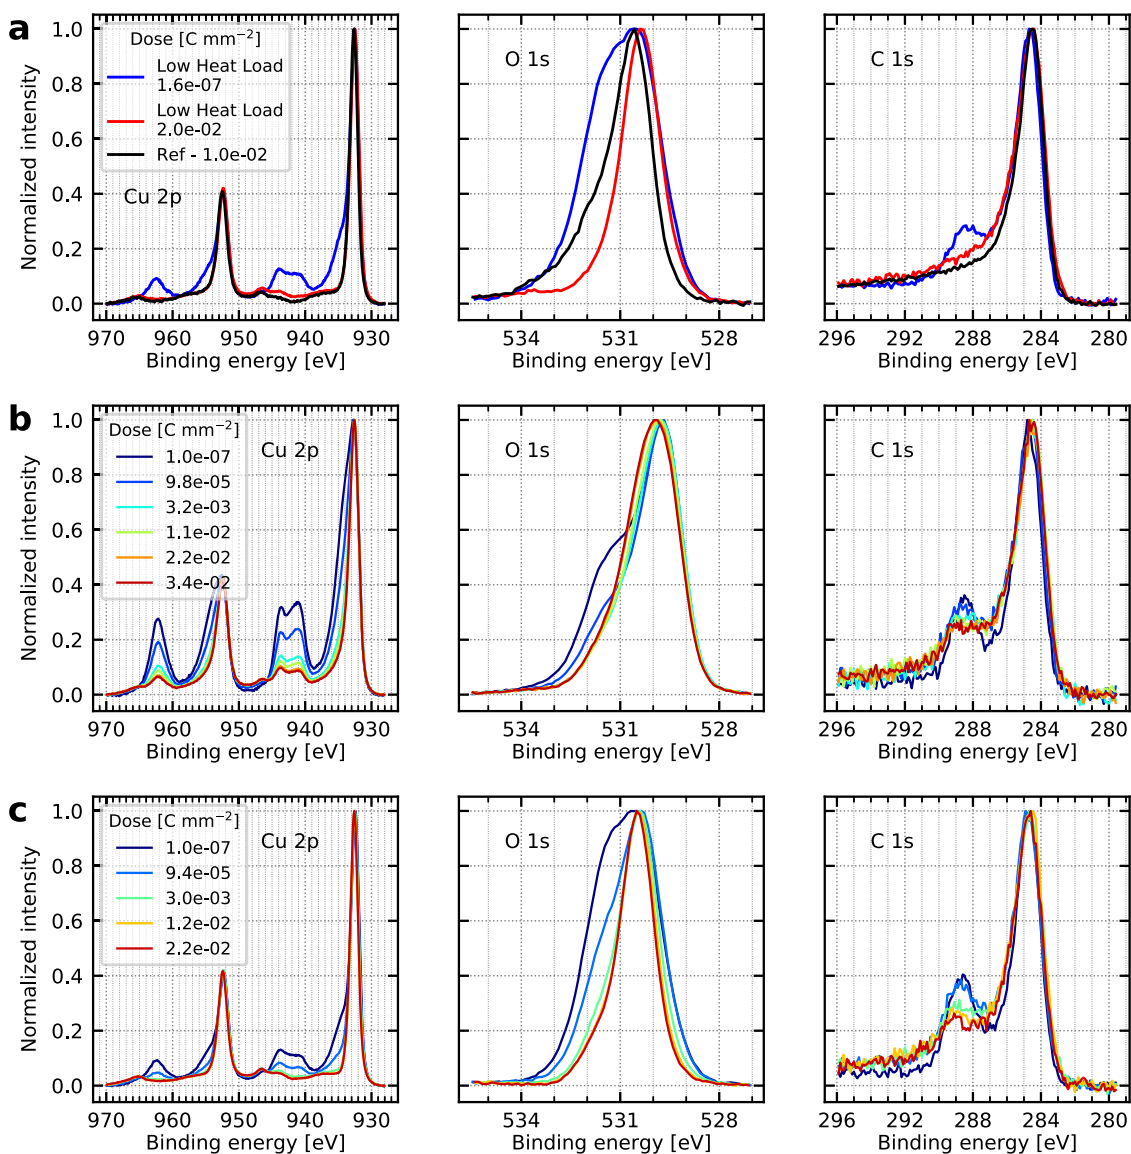 a
Normalized intensity
1.0
0.8
0.6
0.4
0.2
0.0
Dose [C mm⁻²]
Low Heat Load
1.6e-07
Low Heat Load
2.0e-02
Ref - 1.0e-02
Cu 2p
970 960 950 940 930
Binding energy [eV]
O 1s
534 531 528
Binding energy [eV]
C 1s
296 292 288 284 280
Binding energy [eV]
b
Normalized intensity
1.0
0.8
0.6
0.4
0.2
0.0
Dose [C mm⁻²]
1.0e-07
9.8e-05
3.2e-03
1.1e-02
2.2e-02
3.4e-02
Cu 2p
970 960 950 940 930
Binding energy [eV]
O 1s
534 531 528
Binding energy [eV]
C 1s
296 292 288 284 280
Binding energy [eV]
c
Normalized intensity
1.0
0.8
0.6
0.4
0.2
0.0
Dose [C mm⁻²]
1.0e-07
9.4e-05
3.0e-03
1.2e-02
2.2e-02
Cu 2p
970 960 950 940 930
Binding energy [eV]
O 1s
534 531 528
Binding energy [eV]
C 1s
296 292 288 284 280
Binding energy [eV]